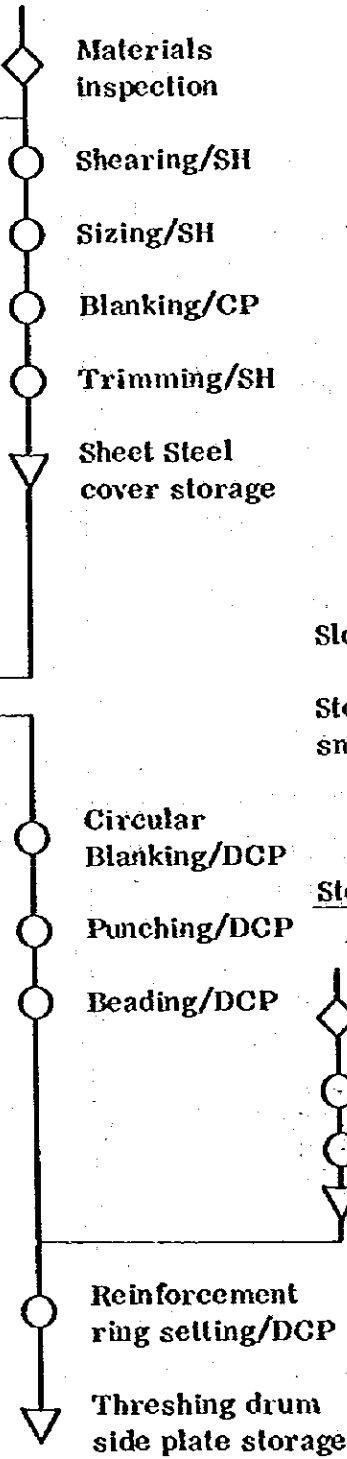 Materials
inspection
Shearing/SH
Sizing/SH
Blanking/CP
Trimming/SH
Sheet Steel
cover storage
Circular
Blanking/DCP
Punching/DCP
Beading/DCP
Reinforcement
ring setting/DCP
Threshing drum
side plate storage